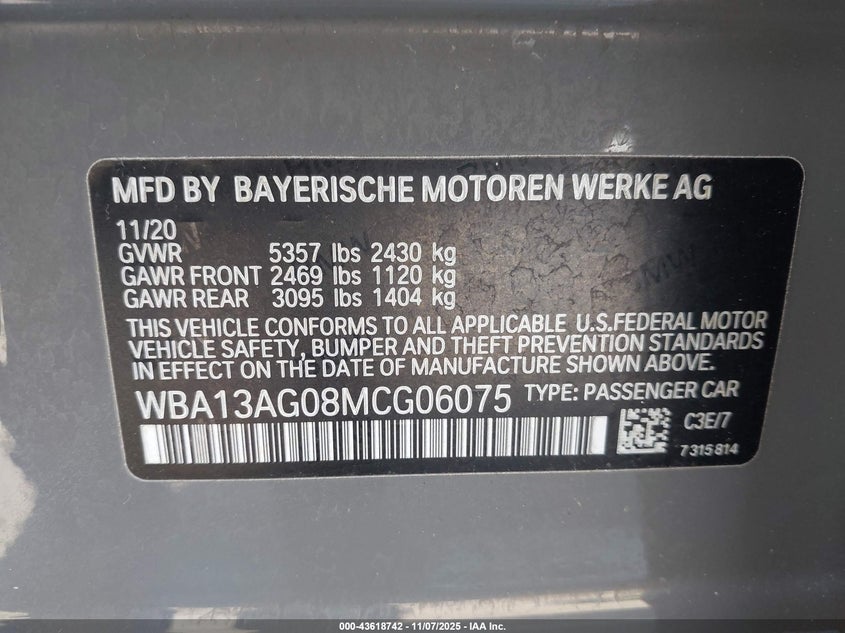 MFD BY BAYERISCHE MOTOREN WERKE AG
11/20
GVWR 5357 lbs 2430 kg
GAWR FRONT 2469 lbs 1120 kg
GAWR REAR 3095 lbs 1404 kg
THIS VEHICLE CONFORMS TO ALL APPLICABLE U.S.FEDERAL MOTOR
VEHICLE SAFETY, BUMPER AND THEFT PREVENTION STANDARDS
IN EFFECT ON THE DATE OF MANUFACTURE SHOWN ABOVE.
WBA13AG08MCG06075 TYPE: PASSENGER CAR
C3E/7
7315814
000-43618742 - 11/07/2025 - IAA Inc.